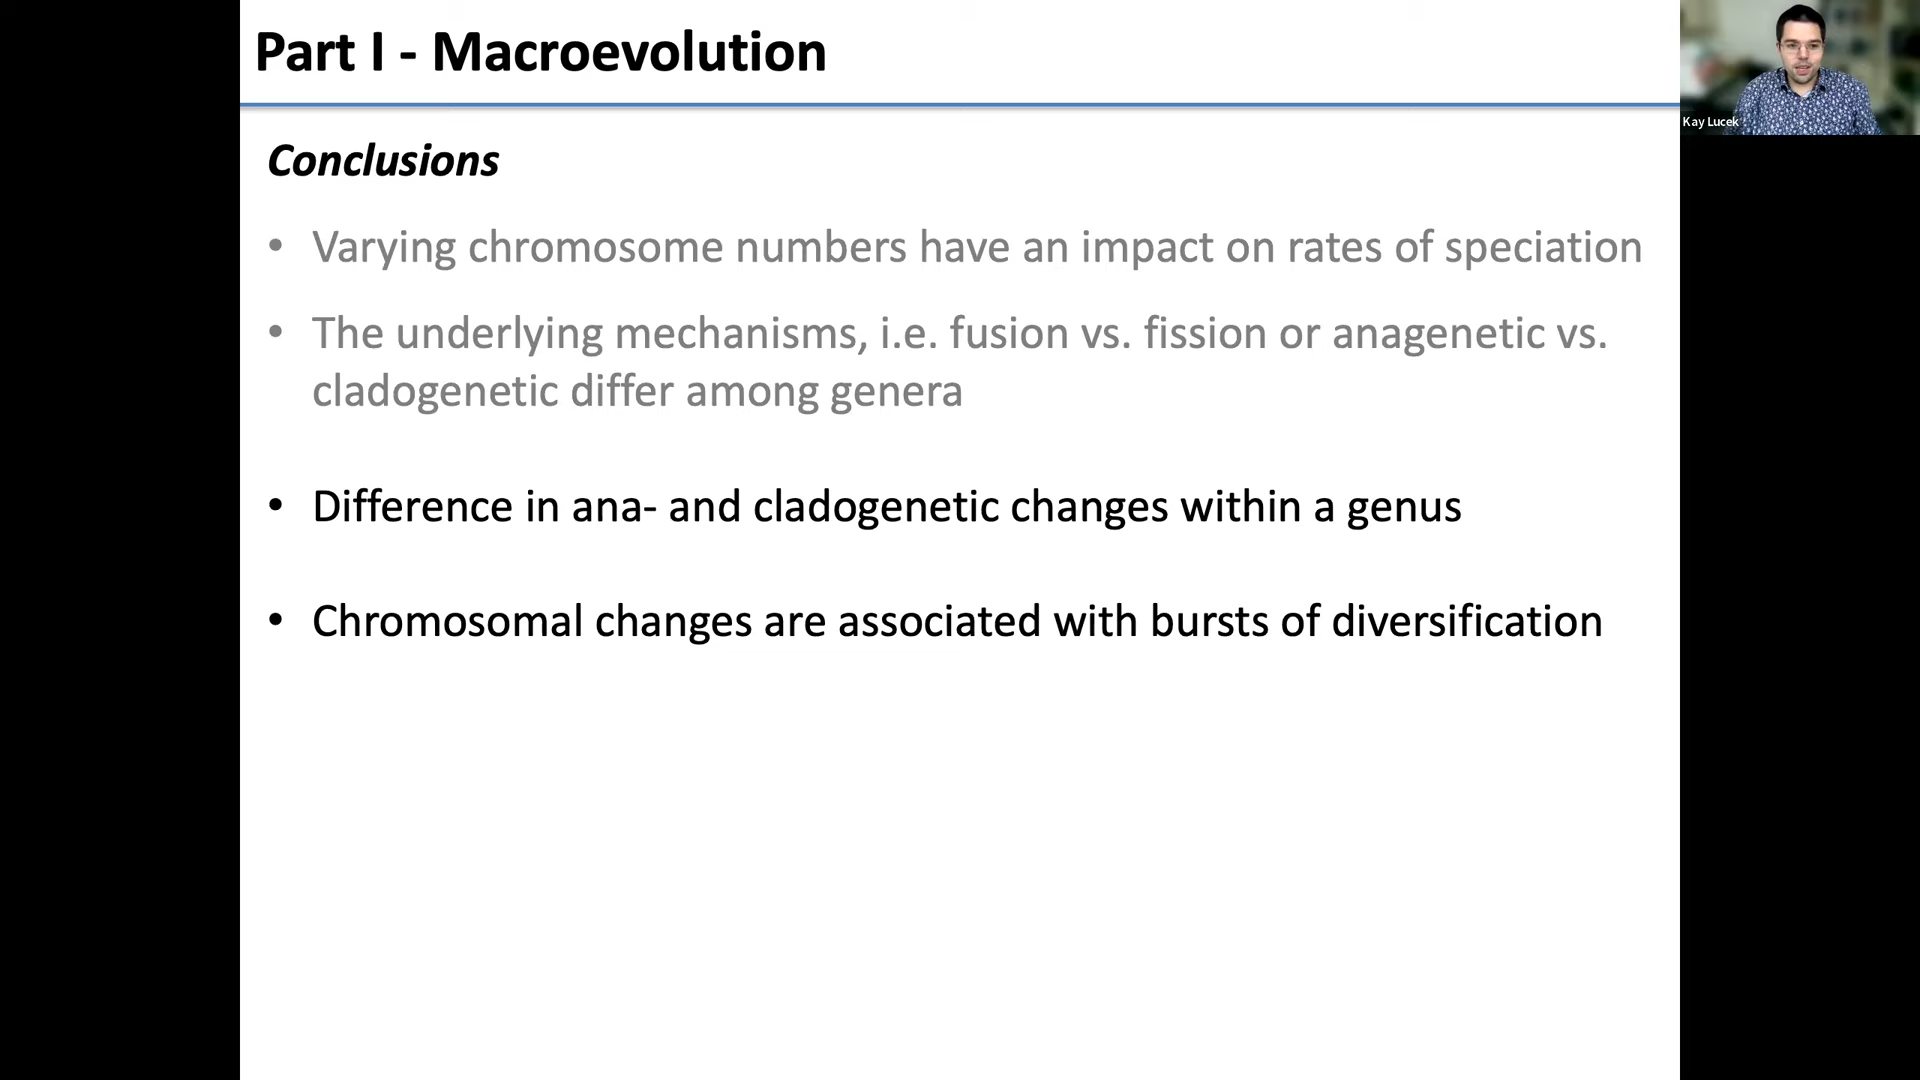 Part I - Macroevolution
Kay Lucek
Conclusions
• Varying chromosome numbers have an impact on rates of speciation
• The underlying mechanisms, i.e. fusion vs. fission or anagenetic vs.
cladogenetic differ among genera
• Difference in ana- and cladogenetic changes within a genus
• Chromosomal changes are associated with bursts of diversification